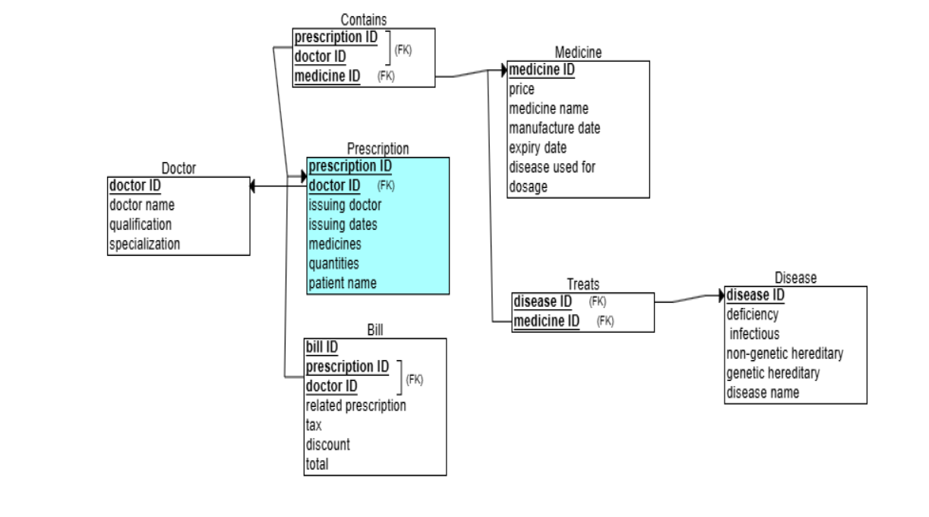 Contains
prescription ID
doctor ID
(FK)
medicine ID (FK)
Medicine
medicine ID
price
medicine name
manufacture date
expiry date
disease used for
dosage
Prescription
prescription ID
doctor ID (FK)
issuing doctor
issuing dates
medicines
quantities
patient name
Doctor
doctor ID
doctor name
qualification
specialization
Treats
disease ID (FK)
medicine ID (FK)
Disease
disease ID
deficiency
infectious
non-genetic hereditary
genetic hereditary
disease name
Bill
bill ID
prescription ID
doctor ID
(FK)
related prescription
tax
discount
total